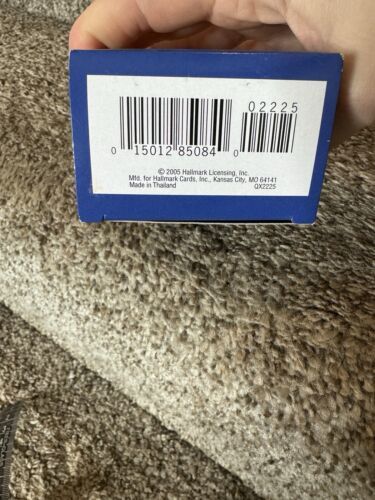 02225
0 15012 85084 0
© 2005 Hallmark Licensing, Inc.
Mfd. for Hallmark Cards, Inc., Kansas City, MO 64141
Made in Thailand QX2225